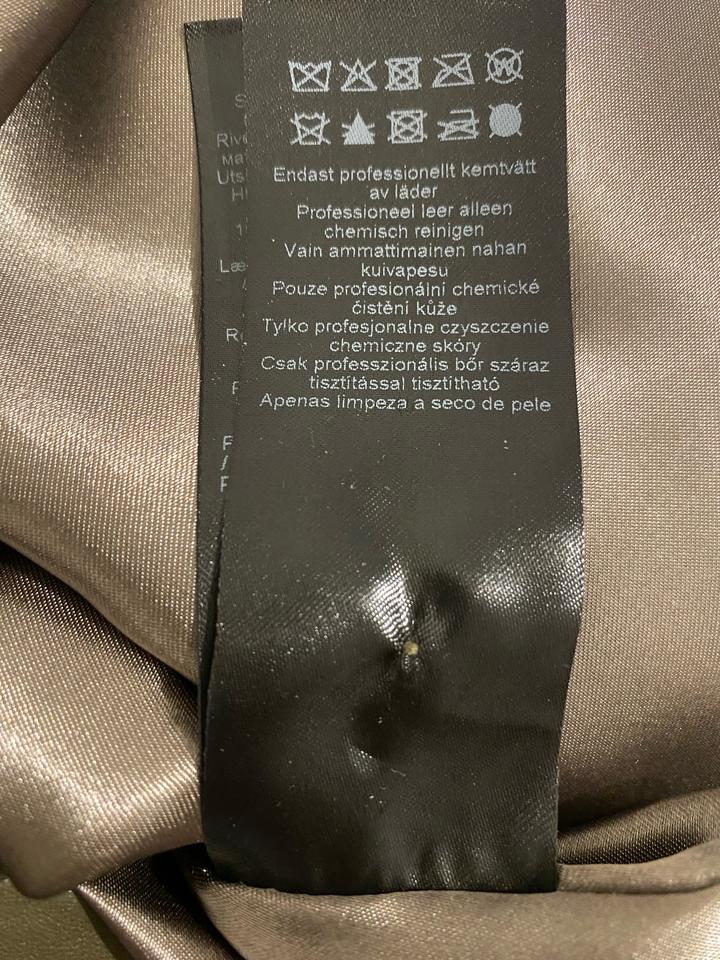 Endast professionellt kemtvätt
av läder
Professioneel leer alleen
chemisch reinigen
Vain ammattimainen nahan
kuivapesu
Pouze profesionální chemické
čistění kůže
Tylko profesjonalne czyszczenie
chemiczne skóry
Csak professzionális bőr száraz
tisztítással tisztítható
Apenas limpeza a seco de pele